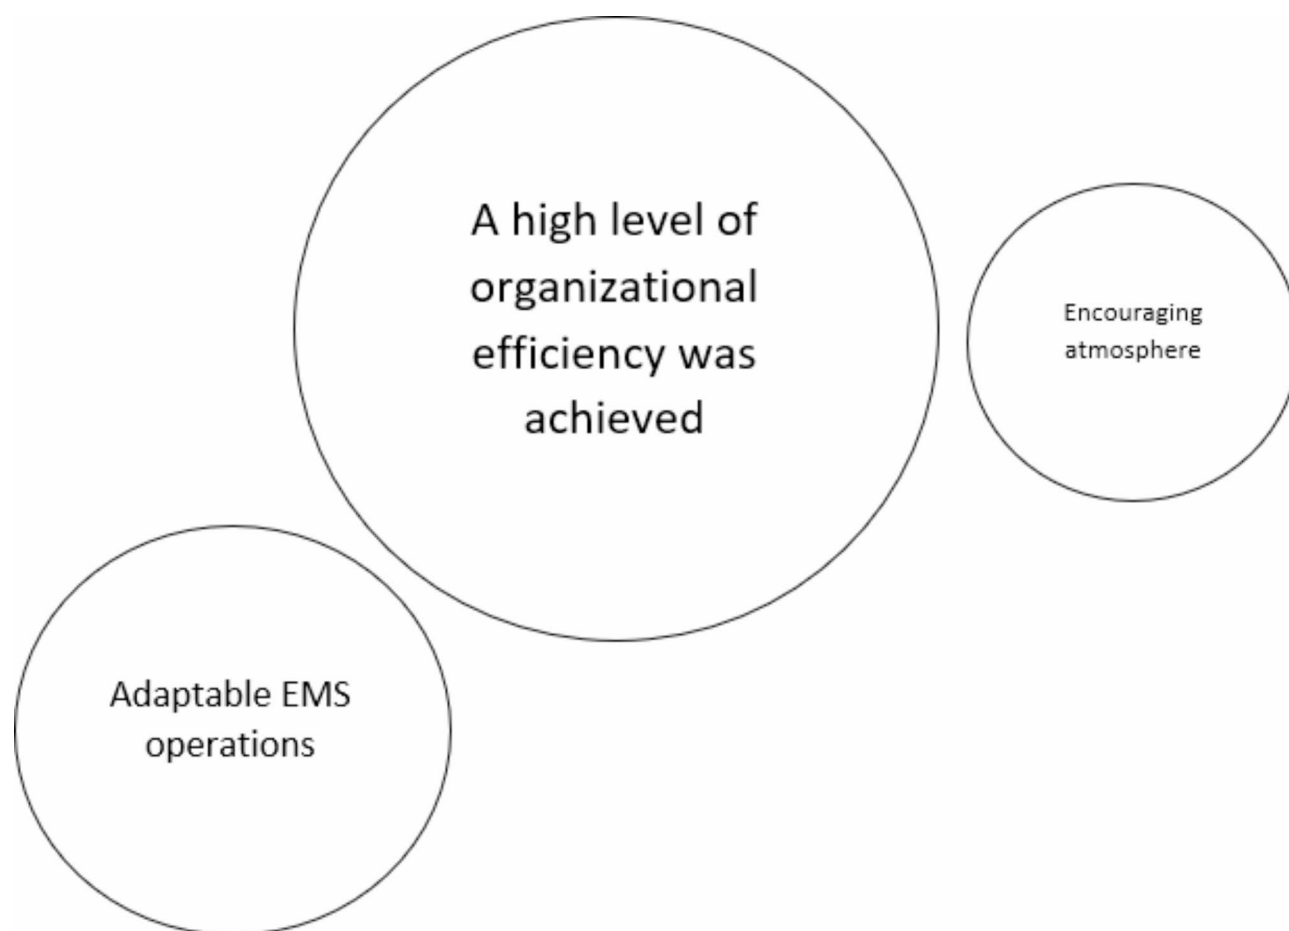 A high level of
organizational
efficiency was
achieved
Encouraging
atmosphere
Adaptable EMS
operations